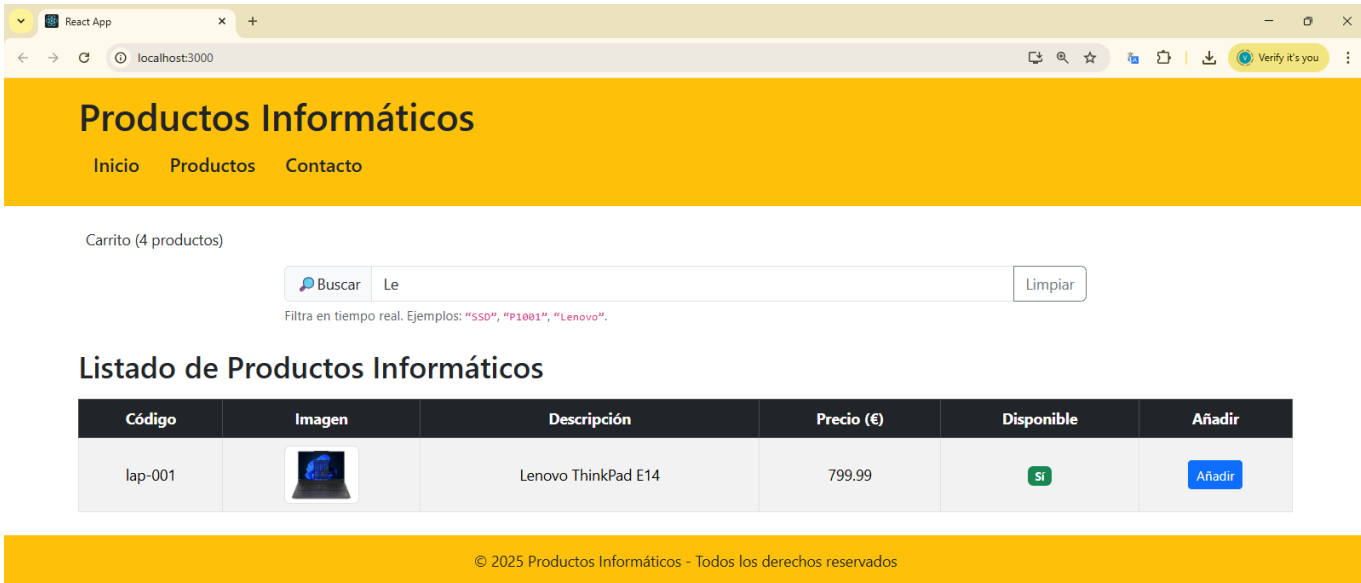 React App
localhost:3000
Verify it's you
Productos Informáticos
Inicio Productos Contacto
Carrito (4 productos)
🔎Buscar Le Limpiar
Filtra en tiempo real. Ejemplos: “SSD”, “P1001”, “Lenovo”.
Listado de Productos Informáticos
Código Imagen Descripción Precio (€) Disponible Añadir
lap-001 Lenovo ThinkPad E14 799.99 Sí Añadir
© 2025 Productos Informáticos - Todos los derechos reservados